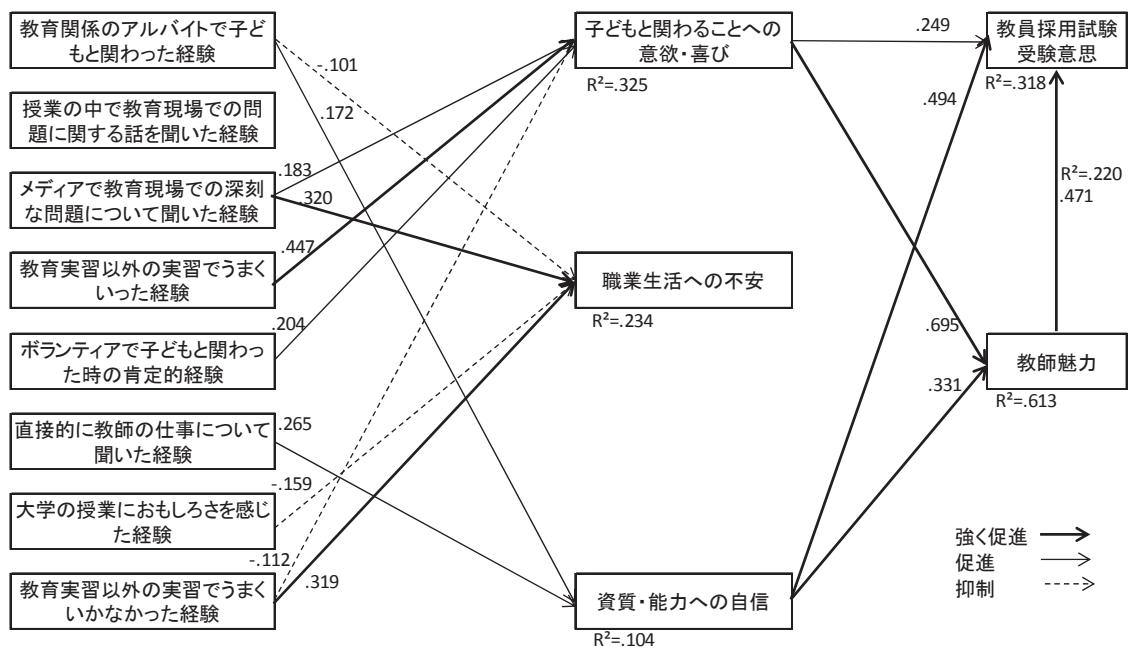 教育関係のアルバイトで子ど
もと関わった経験
授業の中で教育現場での問
題に関する話を聞いた経験
メディアで教育現場での深刻
な問題について聞いた経験
教育実習以外の実習でうまく
いった経験
ボランティアで子どもと関わっ
た時の肯定的経験
直接的に教師の仕事について
聞いた経験
大学の授業におもしろさを感じ
た経験
教育実習以外の実習でうまく
いかなかった経験
-.101
.172
.183
.320
.447
.204
.265
-.159
-.112
.319
子どもと関わることへの
意欲・喜び
R²=.325
職業生活への不安
R²=.234
資質・能力への自信
R²=.104
.249
.494
.695
.331
教員採用試験
受験意思
R²=.318
R²=.220
.471
教師魅力
R²=.613
強く促進
促進
抑制